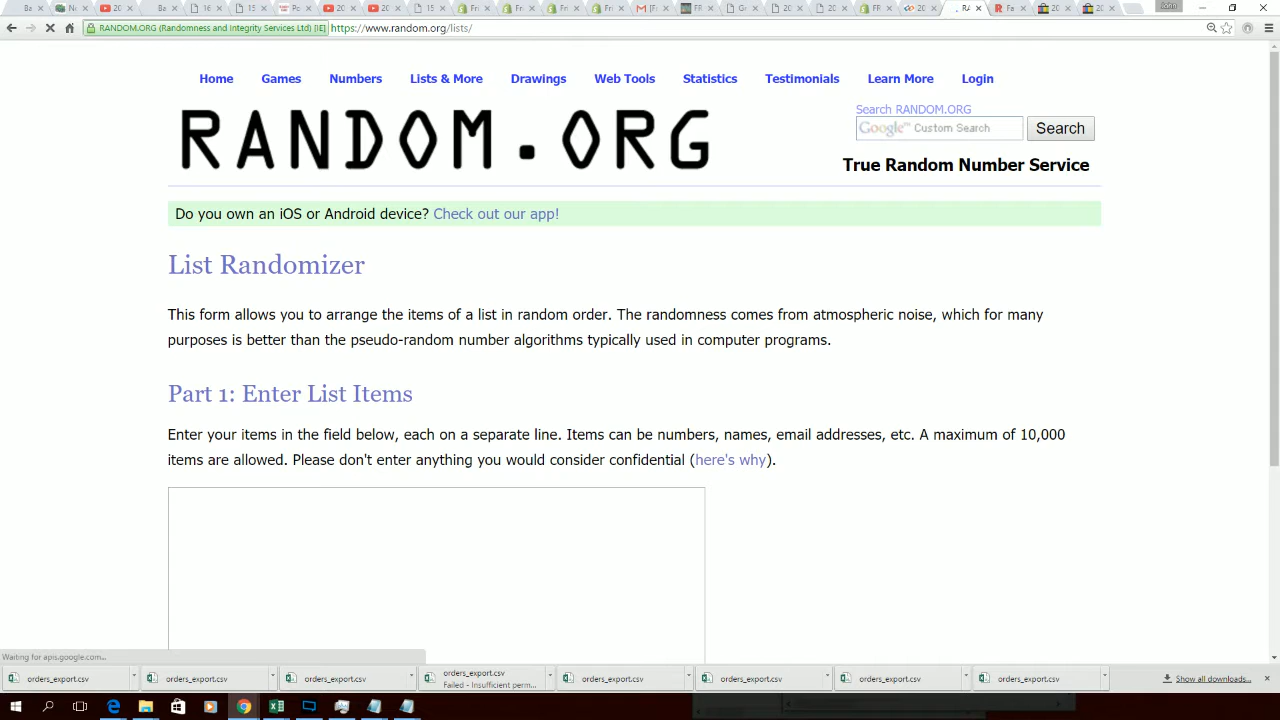 RANDOM.ORG (Randomness and Integrity Services Ltd) [IE] https://www.random.org/lists/
Home Games Numbers Lists & More Drawings Web Tools Statistics Testimonials Learn More Login
RANDOM.ORG
Search RANDOM.ORG
Google™ Custom Search Search
True Random Number Service
Do you own an iOS or Android device? Check out our app!
List Randomizer
This form allows you to arrange the items of a list in random order. The randomness comes from atmospheric noise, which for many
purposes is better than the pseudo-random number algorithms typically used in computer programs.
Part 1: Enter List Items
Enter your items in the field below, each on a separate line. Items can be numbers, names, email addresses, etc. A maximum of 10,000
items are allowed. Please don't enter anything you would consider confidential (here's why).
Waiting for apis.google.com...
orders_export.csv orders_export.csv orders_export.csv orders_export.csv orders_export.csv orders_export.csv orders_export.csv orders_export.csv Show all downloads...
Failed - Insufficient perm...